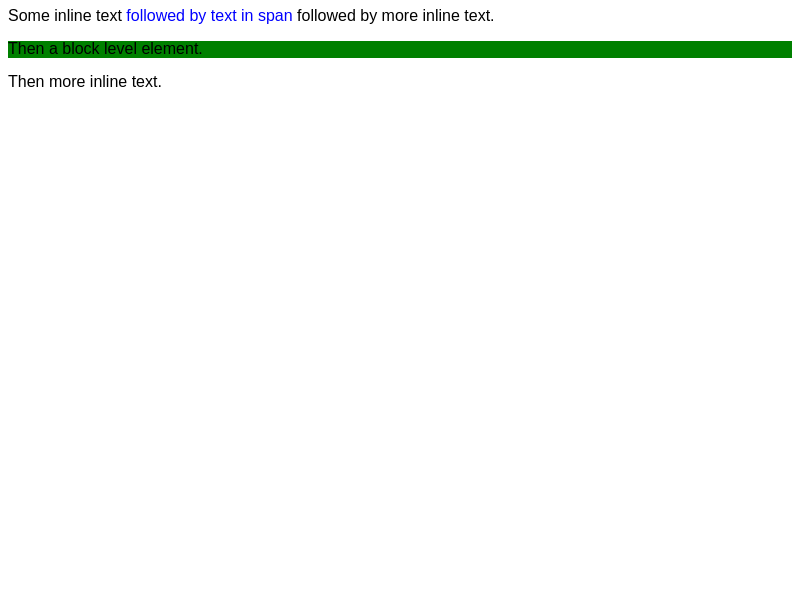 Some inline text followed by text in span followed by more inline text.
Then a block level element.
Then more inline text.